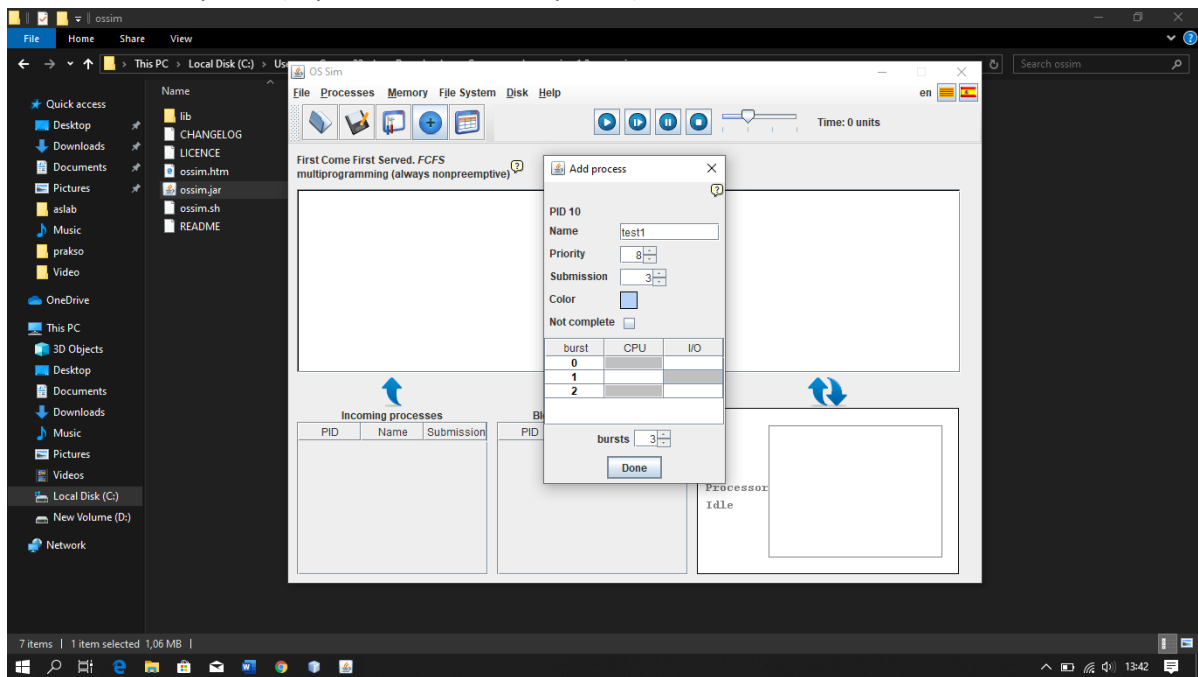 ossim
File Home Share View
This PC > Local Disk (C:) >
Search ossim
Quick access
Desktop
Downloads
Documents
Pictures
aslab
Music
prakso
Video
OneDrive
This PC
3D Objects
Desktop
Documents
Downloads
Music
Pictures
Videos
Local Disk (C:)
New Volume (D:)
Network
Name
lib
CHANGELOG
LICENCE
ossim.htm
ossim.jar
ossim.sh
README
OS Sim
File Processes Memory File System Disk Help
en
Time: 0 units
First Come First Served. FCFS
multiprogramming (always nonpreemptive)
Incoming processes
PID Name Submission
PID
Processor
Idle
Add process
PID 10
Name test1
Priority 8
Submission 3
Color
Not complete
burst CPU I/O
0
1
2
bursts 3
Done
7 items 1 item selected 1,06 MB
13:42